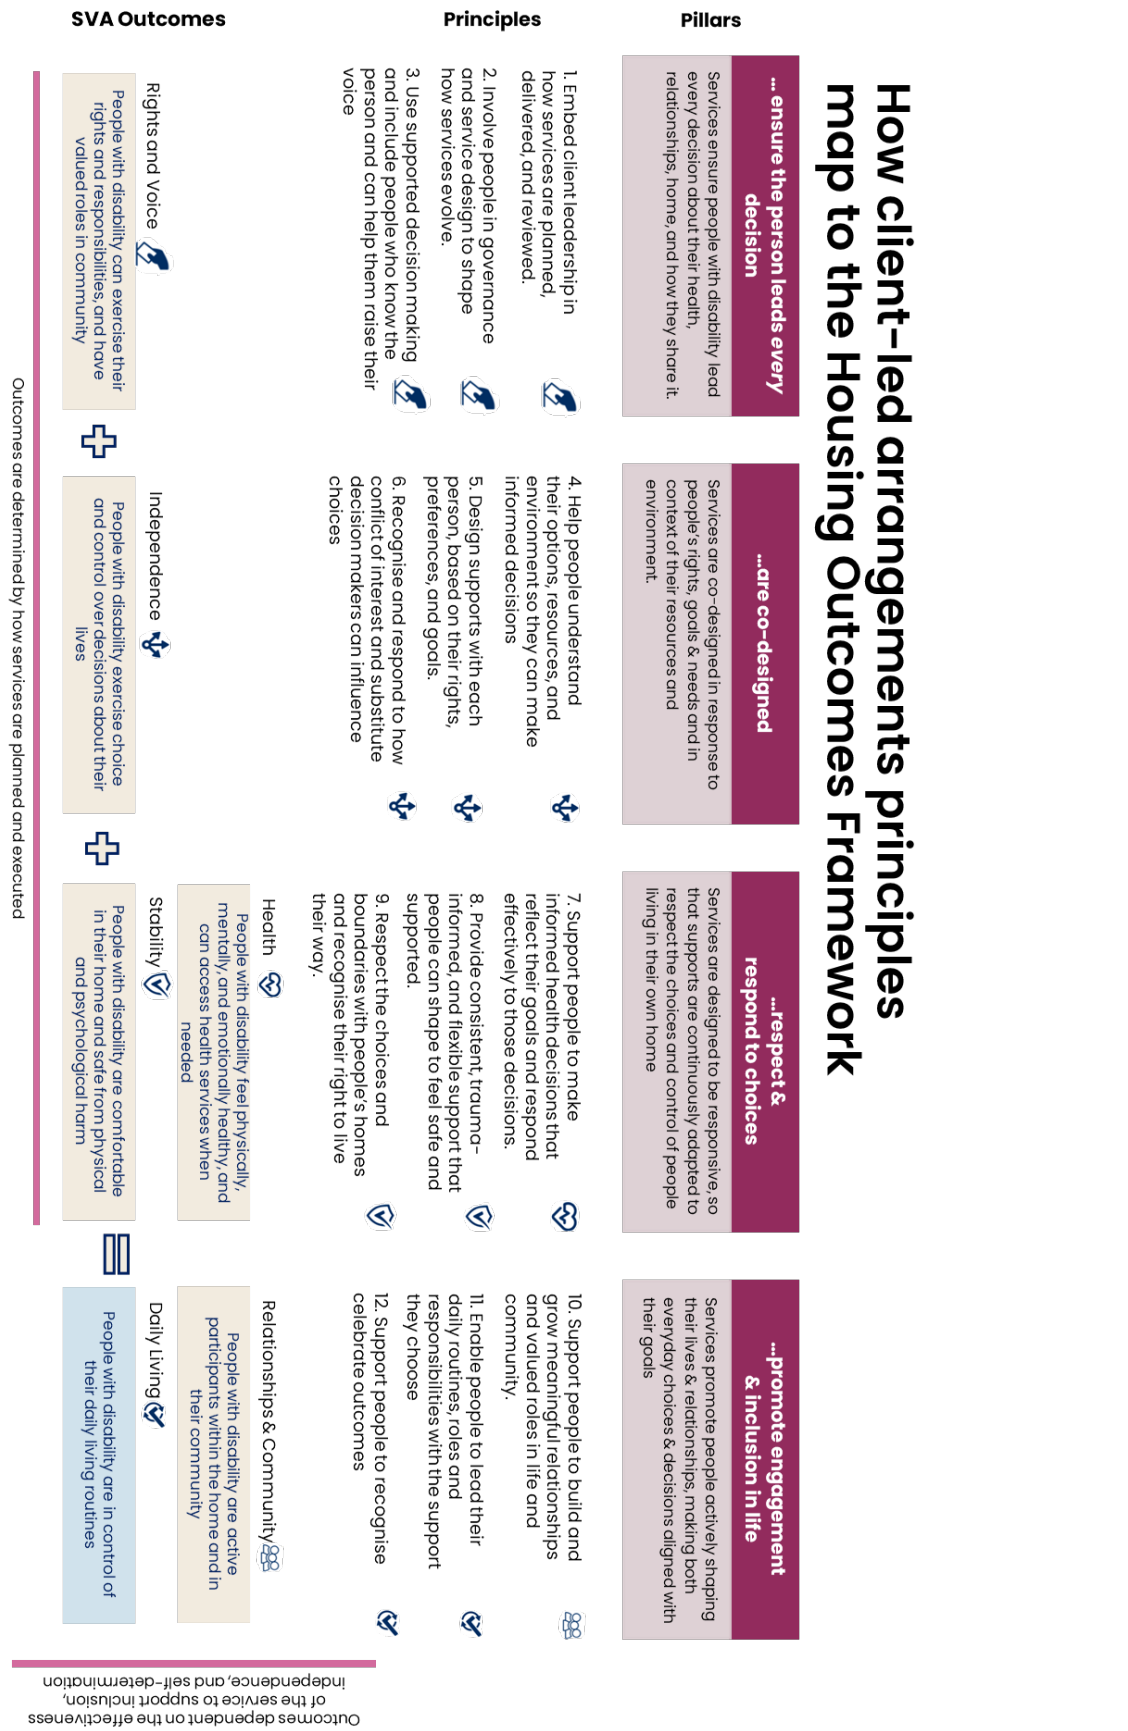 How client-led arrangements principles
map to the Housing Outcomes Framework
Pillars
... ensure the person leads every
decision
Services ensure people with disability lead
every decision about their health,
relationships, home, and how they share it.
...are co-designed
Services are co-designed in response to
people's rights, goals & needs and in
context of their resources and
environment.
...respect &
respond to choices
Services are designed to be responsive, so
that supports are continuously adapted to
respect the choices and control of people
living in their own home
...promote engagement
& inclusion in life
Services promote people actively shaping
their lives & relationships, making both
everyday choices & decisions aligned with
their goals
Principles
1. Embed client leadership in
how services are planned,
delivered, and reviewed.
2. Involve people in governance
and service design to shape
how services evolve.
3. Use supported decision making
and include people who know the
person and can help them raise their
voice
4. Help people understand
their options, resources, and
environment so they can make
informed decisions
5. Design supports with each
person, based on their rights,
preferences, and goals.
6. Recognise and respond to how
conflict of interest and substitute
decision makers can influence
choices
7. Support people to make
informed health decisions that
reflect their goals and respond
effectively to those decisions.
8. Provide consistent, trauma-
informed, and flexible support that
people can shape to feel safe and
supported.
9. Respect the choices and
boundaries with people's homes
and recognise their right to live
their way.
10. Support people to build and
grow meaningful relationships
and valued roles in life and
community.
11. Enable people to lead their
daily routines, roles and
responsibilities with the support
they choose
12. Support people to recognise
celebrate outcomes
SVA Outcomes
Rights and Voice
People with disability can exercise their
rights and responsibilities, and have
valued roles in community
Independence
People with disability exercise choice
and control over decisions about their
lives
Health
People with disability feel physically,
mentally, and emotionally healthy, and
can access health services when
needed
Stability
People with disability are comfortable
in their home and safe from physical
and psychological harm
Relationships & Community
People with disability are active
participants within the home and in
their community
Daily Living
People with disability are in control of
their daily living routines
Outcomes are determined by how services are planned and executed
Outcomes dependent on the effectiveness
of the service to support inclusion,
independence, and self-determination